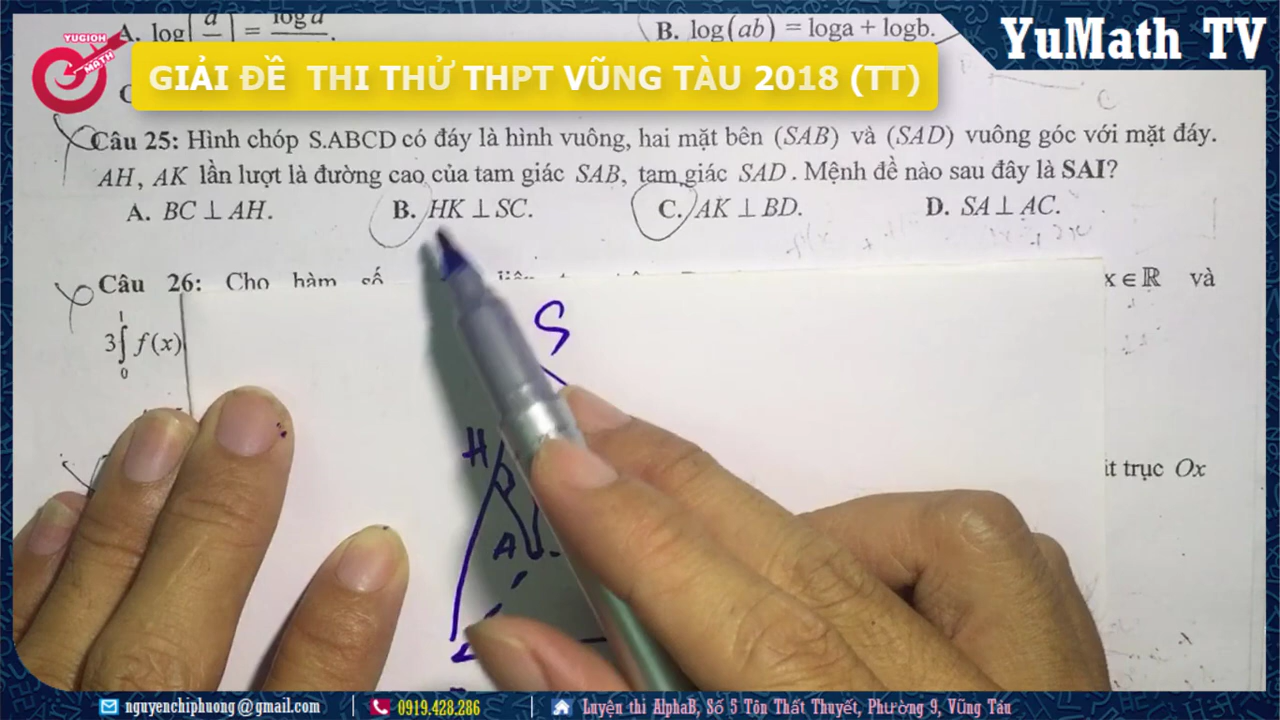 YuMath TV
YUGIOH
MATH
GIẢI ĐỀ THI THỬ THPT VŨNG TÀU 2018 (TT)
B. log(ab) = loga + logb.
Câu 25: Hình chóp S.ABCD có đáy là hình vuông, hai mặt bên (SAB) và (SAD) vuông góc với mặt đáy.
AH, AK lần lượt là đường cao của tam giác SAB, tam giác SAD. Mệnh đề nào sau đây là SAI?
A. BC ⊥ AH. B. HK ⊥ SC. C. AK ⊥ BD. D. SA ⊥ AC.
Câu 26: Cho hàm số x ∈ ℝ và
3∫₀¹ f(x)
S
H
A
trục Ox
nguyenchiphuong@gmail.com | 0919.428.286 | Luyện thi AlphaB, Số 5 Tôn Thất Thuyết, Phường 9, Vũng Tàu